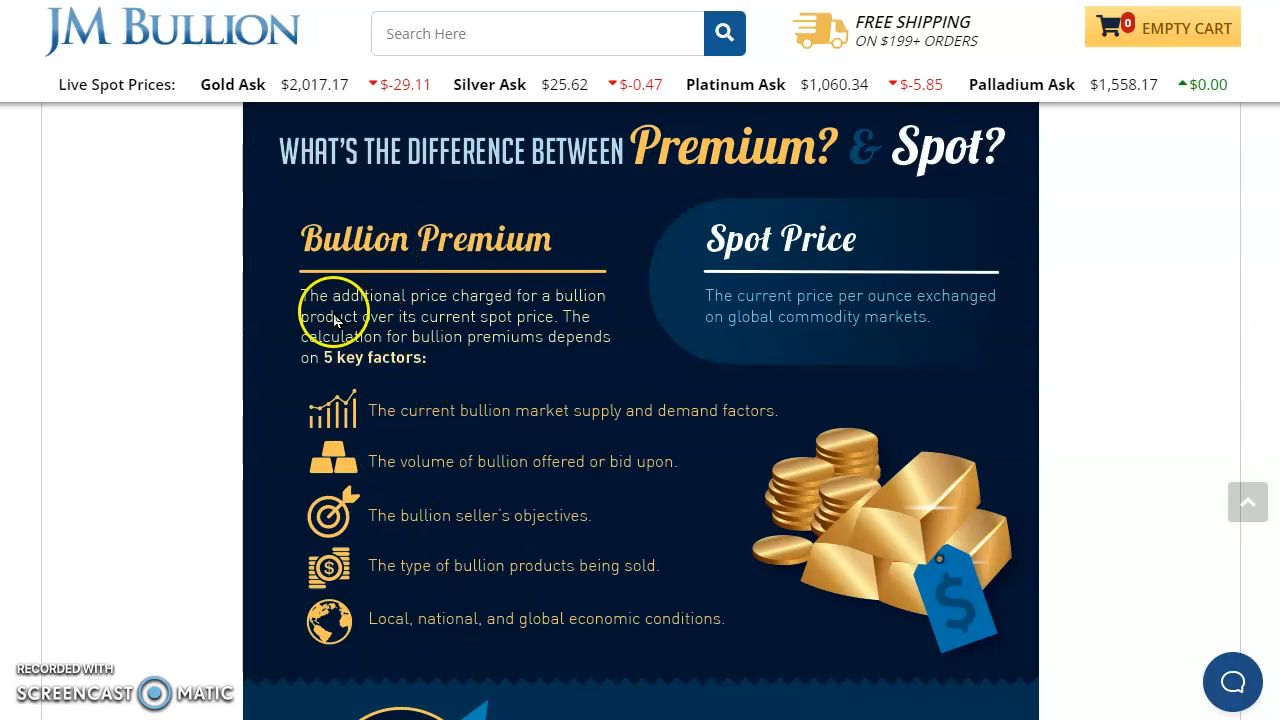 JM BULLION
Search Here
FREE SHIPPING
ON $199+ ORDERS
0
EMPTY CART
Live Spot Prices: Gold Ask $2,017.17 $-29.11 Silver Ask $25.62 $-0.47 Platinum Ask $1,060.34 $-5.85 Palladium Ask $1,558.17 $0.00
WHAT'S THE DIFFERENCE BETWEEN Premium? & Spot?
Bullion Premium
The additional price charged for a bullion
product over its current spot price. The
calculation for bullion premiums depends
on 5 key factors:
Spot Price
The current price per ounce exchanged
on global commodity markets.
The current bullion market supply and demand factors.
The volume of bullion offered or bid upon.
The bullion seller's objectives.
$
The type of bullion products being sold.
Local, national, and global economic conditions.
$
RECORDED WITH
SCREENCAST MATIC